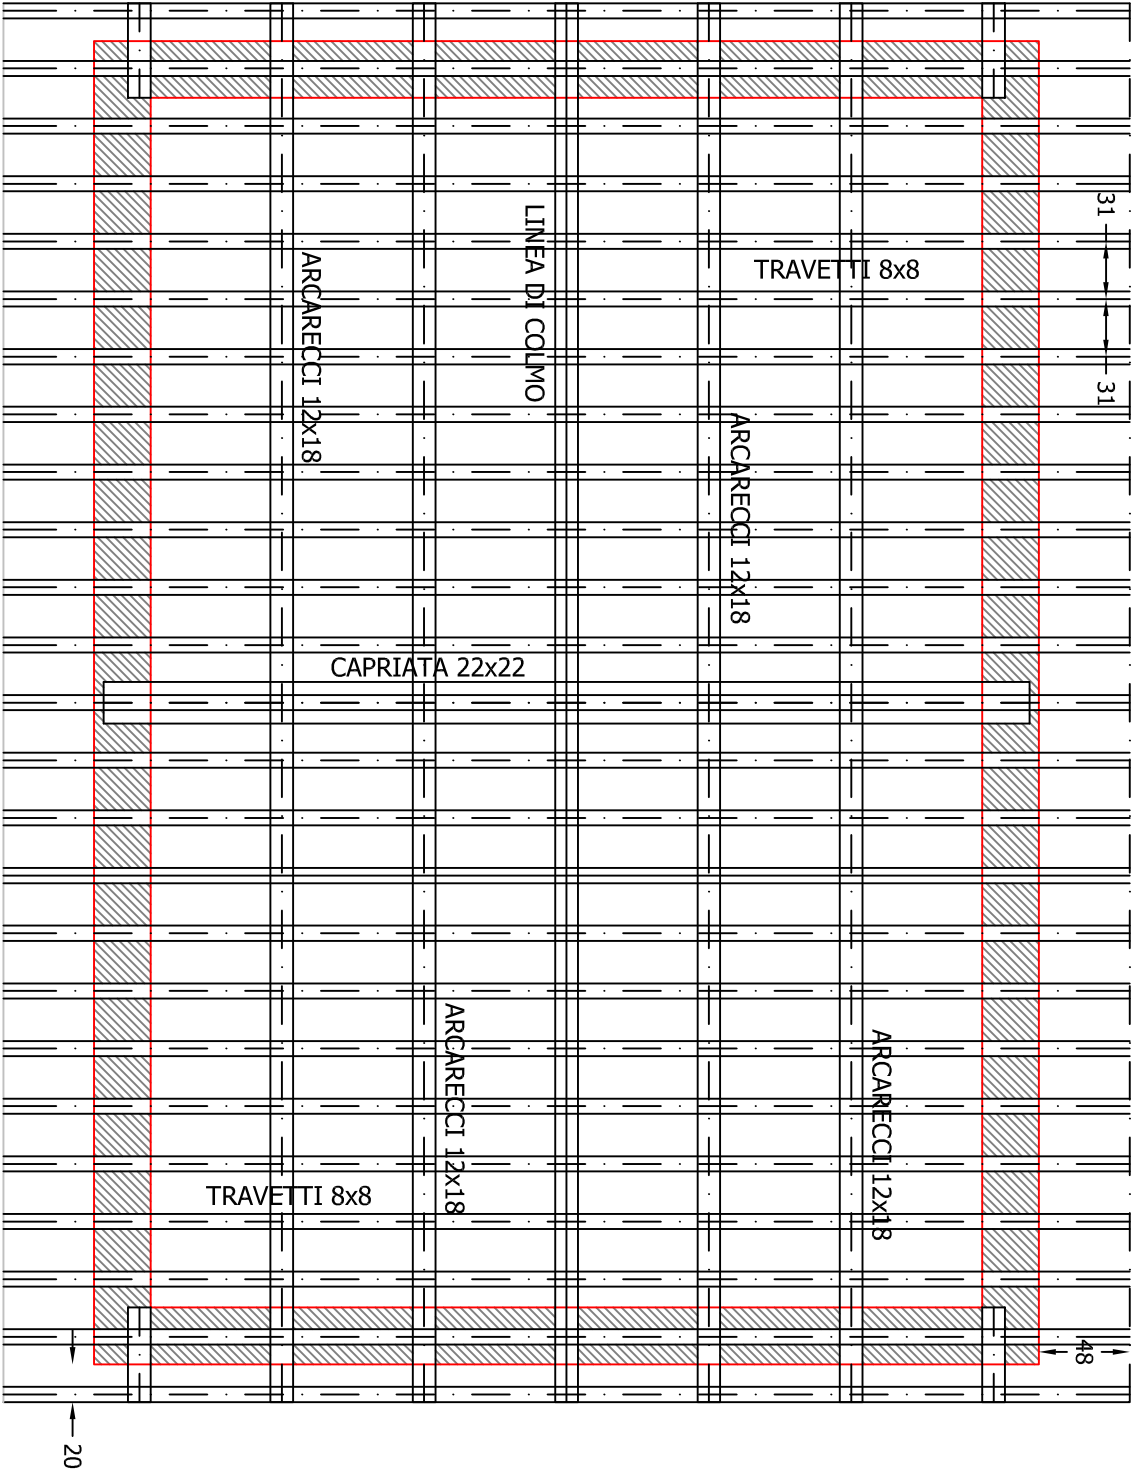 31
TRAVETTI 8x8
LINEA DI COLMO
ARCARECCI 12x18
31
ARCARECCI 12x18
CAPRIATA 22x22
ARCARECCI 12x18
ARCARECCI 12x18
TRAVETTI 8x8
48
20